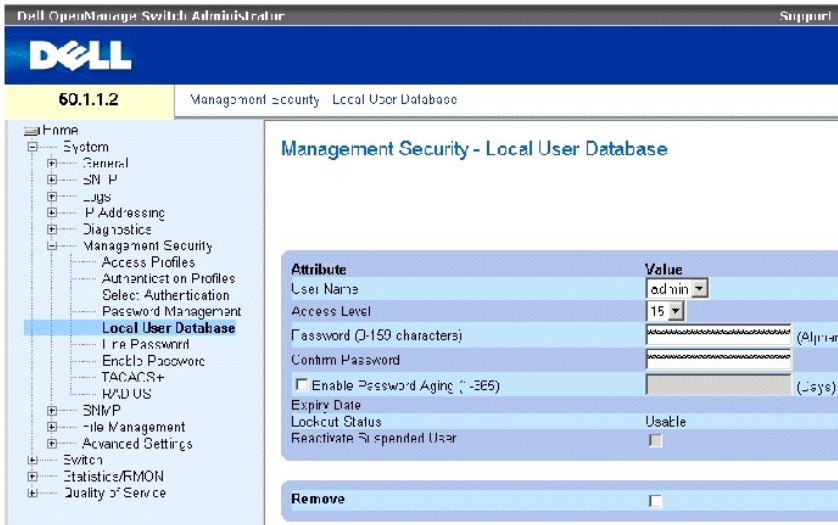 Dell OpenManage Switch Administrator Support
DELL
60.1.1.2
Management Security Local User Database
Home
System
General
SNTP
Logs
IP Addressing
Diagnostics
Management Security
Access Profiles
Authentication Profiles
Select Authentication
Password Management
Local User Database
Line Password
Enable Password
TACACS+
RADIUS
SNMP
File Management
Advanced Settings
Switch
Statistics/RMON
Quality of Service
Management Security - Local User Database
Attribute Value
User Name admin
Access Level 15
Password (0-159 characters) (Alphan
Confirm Password
Enable Password Aging (1-365) (Days)
Expiry Date
Lockout Status Usable
Reactivate Suspended User
Remove